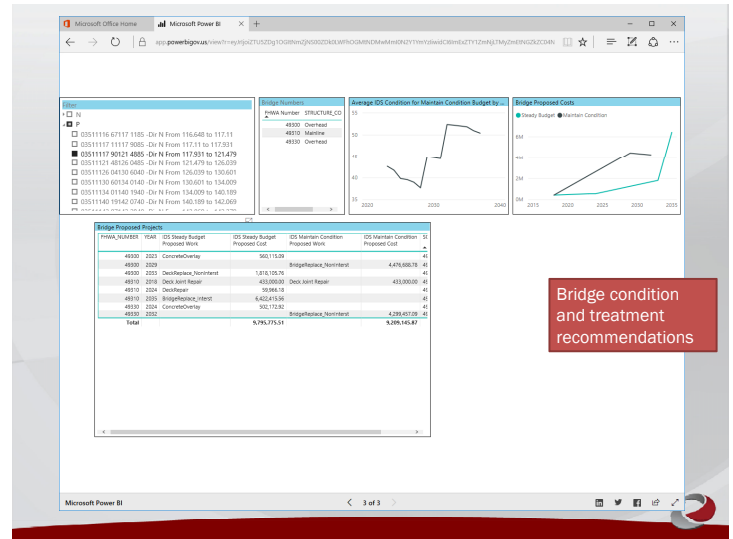 Microsoft Office Home
Microsoft Power BI
Filter
N
P
03511116 67117 1185 -Dir N From 116.648 to 117.11
03511117 11117 9085 -Dir N From 117.11 to 117.931
03511117 90121 4885 -Dir N From 117.931 to 121.479
03511121 48126 0485 -Dir N From 121.479 to 126.039
03511126 04130 6040 -Dir N From 126.039 to 130.601
03511130 60134 0140 -Dir N From 130.601 to 134.009
03511134 01140 1940 -Dir N From 134.009 to 140.189
03511140 19142 0740 -Dir N From 140.189 to 142.069
Bridge Numbers
FHWA Number STRUCTURE_CO
49300 Overhead
49310 Mainline
49330 Overhead
Average IDS Condition for Maintain Condition Budget by ...
55
50
45
40
35
2020 2030 2040
Bridge Proposed Costs
Steady Budget Maintain Condition
6M
4M
2M
0M
2015 2020 2025 2030 2035
Bridge Proposed Projects
FHWA_NUMBER YEAR IDS Steady Budget Proposed Work IDS Steady Budget Proposed Cost IDS Maintain Condition Proposed Work IDS Maintain Condition Proposed Cost
49300 2023 ConcreteOverlay 560,115.09
49300 2029 BridgeReplace_NonInterst 4,476,688.78
49300 2033 DeckReplace_NonInterst 1,818,105.76
49310 2018 Deck Joint Repair 433,000.00 Deck Joint Repair 433,000.00
49310 2024 DeckRepair 59,966.18
49310 2035 BridgeReplace_Interst 6,422,415.56
49330 2024 ConcreteOverlay 502,172.92
49330 2032 BridgeReplace_NonInterst 4,299,457.09
Total 9,795,775.51 9,209,145.87
Bridge condition
and treatment
recommendations
Microsoft Power BI
3 of 3